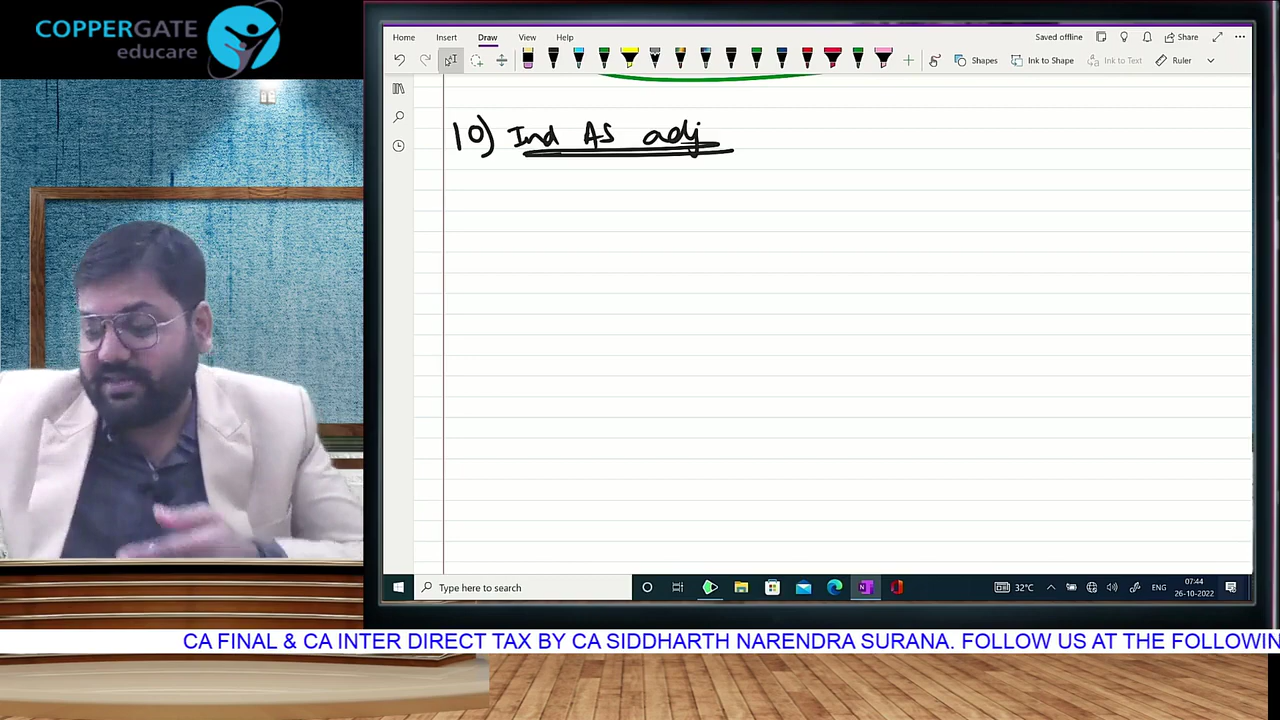 COPPERGATE
educare
Home Insert Draw View Help
Saved offline
Share
Shapes
Ink to Shape
Ink to Text
Ruler
10) Ind AS adj
Type here to search
32°C
ENG
07:44
26-10-2022
CA FINAL & CA INTER DIRECT TAX BY CA SIDDHARTH NARENDRA SURANA. FOLLOW US AT THE FOLLOWIN